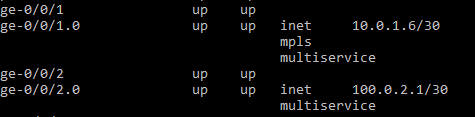 ge-0/0/1 up up
ge-0/0/1.0 up up inet 10.0.1.6/30
mpls
multiservice
ge-0/0/2 up up
ge-0/0/2.0 up up inet 100.0.2.1/30
multiservice